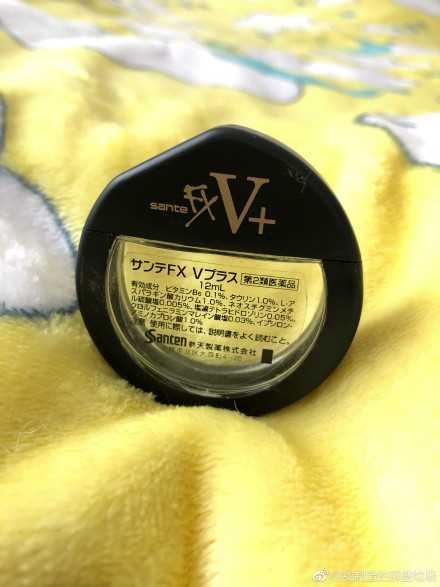 sante FX V+
サンテFX Vプラス 第2類医薬品
12mL
有効成分 ビタミンB6 0.1%、タウリン1.0%、L-ア
スパラギン酸カリウム1.0%、ネオスチグミンメチ
ル硫酸塩0.005%、塩酸テトラヒドロゾリン0.05%、
クロルフェニラミンマレイン酸塩0.03%、イプシロン-
アミノカプロン酸1.0%
使用に際しては、説明書をよく読むこと。
Santen 参天製薬株式会社